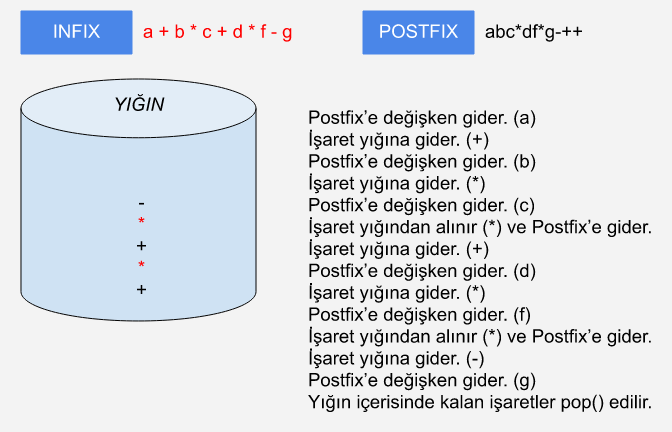 INFIX
a + b * c + d * f - g
POSTFIX
abc*df*g-++
YIĞIN
-
*
+
*
+
Postfix’e değişken gider. (a)
İşaret yığına gider. (+)
Postfix’e değişken gider. (b)
İşaret yığına gider. (*)
Postfix’e değişken gider. (c)
İşaret yığından alınır (*) ve Postfix’e gider.
İşaret yığına gider. (+)
Postfix’e değişken gider. (d)
İşaret yığına gider. (*)
Postfix’e değişken gider. (f)
İşaret yığından alınır (*) ve Postfix’e gider.
İşaret yığına gider. (-)
Postfix’e değişken gider. (g)
Yığın içerisinde kalan işaretler pop() edilir.